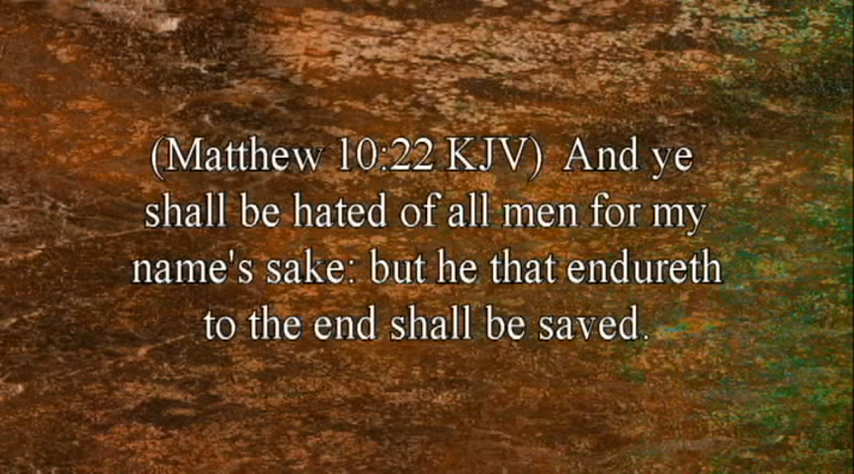 (Matthew 10:22 KJV)  And ye
shall be hated of all men for my
name's sake: but he that endureth
to the end shall be saved.